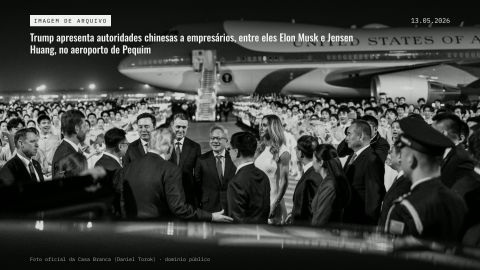 IMAGEM DE ARQUIVO
13.05.2026
Trump apresenta autoridades chinesas a empresários, entre eles Elon Musk e Jensen
Huang, no aeroporto de Pequim
UNITED STATES OF A
Foto oficial da Casa Branca (Daniel Torok) · domínio público